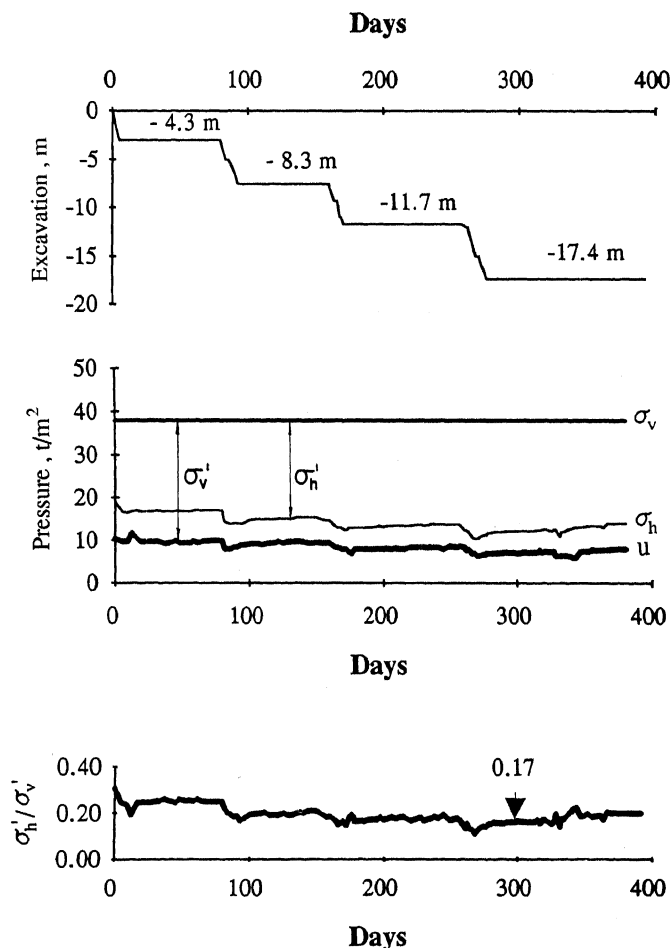 Days
0 100 200 300 400
Excavation , m
0
-5
-10
-15
-20
- 4.3 m
- 8.3 m
-11.7 m
-17.4 m
Pressure , t/m²
50
40
30
20
10
0
σv
σ'v
σ'h
σh
u
0 100 200 300 400
Days
σ'h/σ'v
0.40
0.20
0.00
0.17
0 100 200 300 400
Days